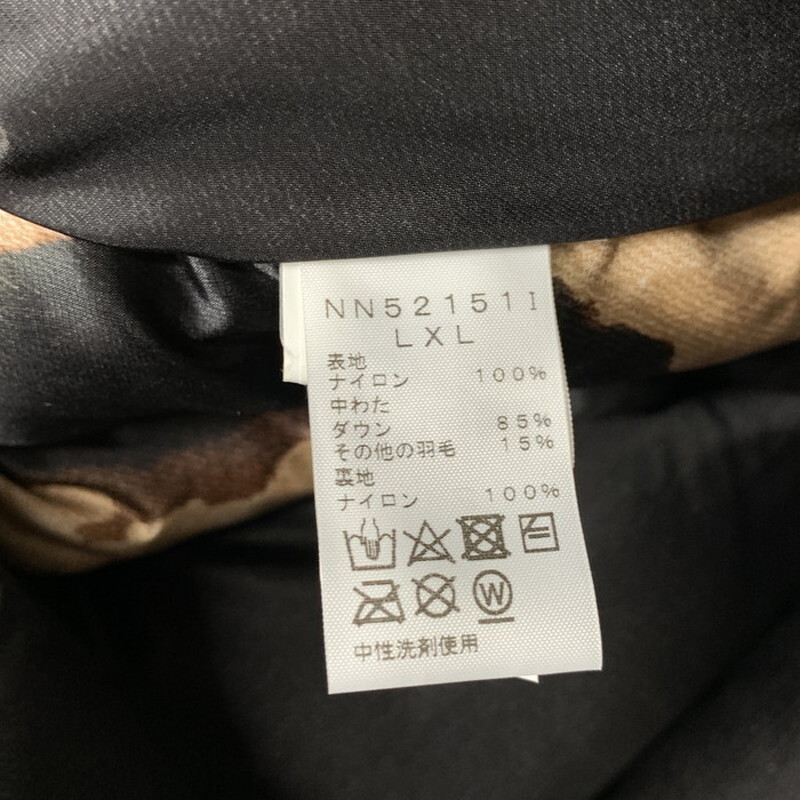 NN52151I
LXL
表地
ナイロン 100%
中わた
ダウン 85%
その他の羽毛 15%
裏地
ナイロン 100%
W
中性洗剤使用